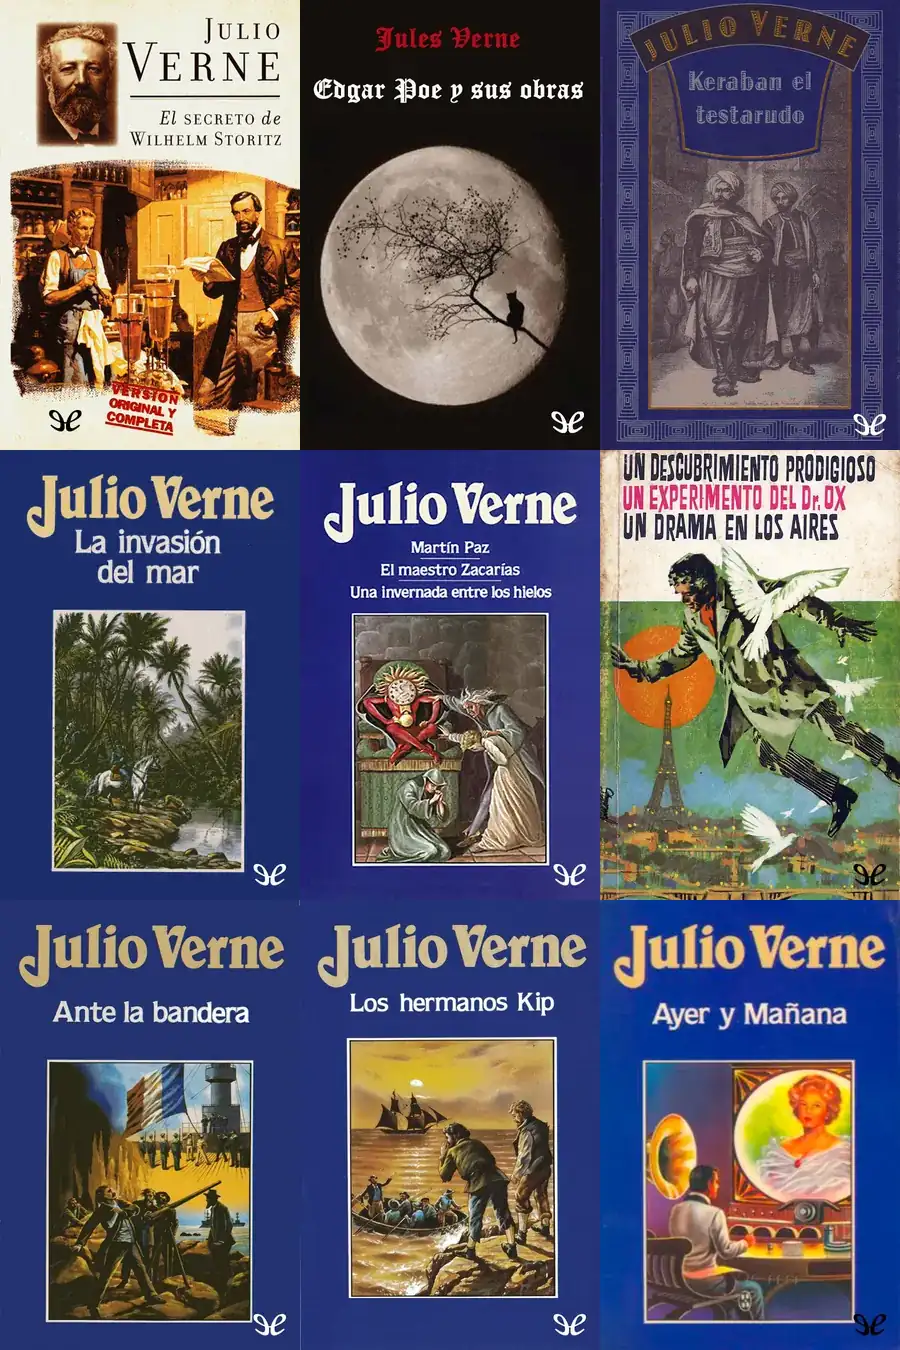 JULIO
VERNE
El SECRETO de
WILHELM STORITZ
VERSIÓN
ORIGINAL Y
COMPLETA
Jules Verne
Edgar Poe y sus obras
JULIO VERNE
Keraban el
testarudo
Julio Verne
La invasión
del mar
Julio Verne
Martín Paz
El maestro Zacarías
Una invernada entre los hielos
UN DESCUBRIMIENTO PRODIGIOSO
UN EXPERIMENTO DEL Dr. OX
UN DRAMA EN LOS AIRES
Julio Verne
Ante la bandera
Julio Verne
Los hermanos Kip
Julio Verne
Ayer y Mañana